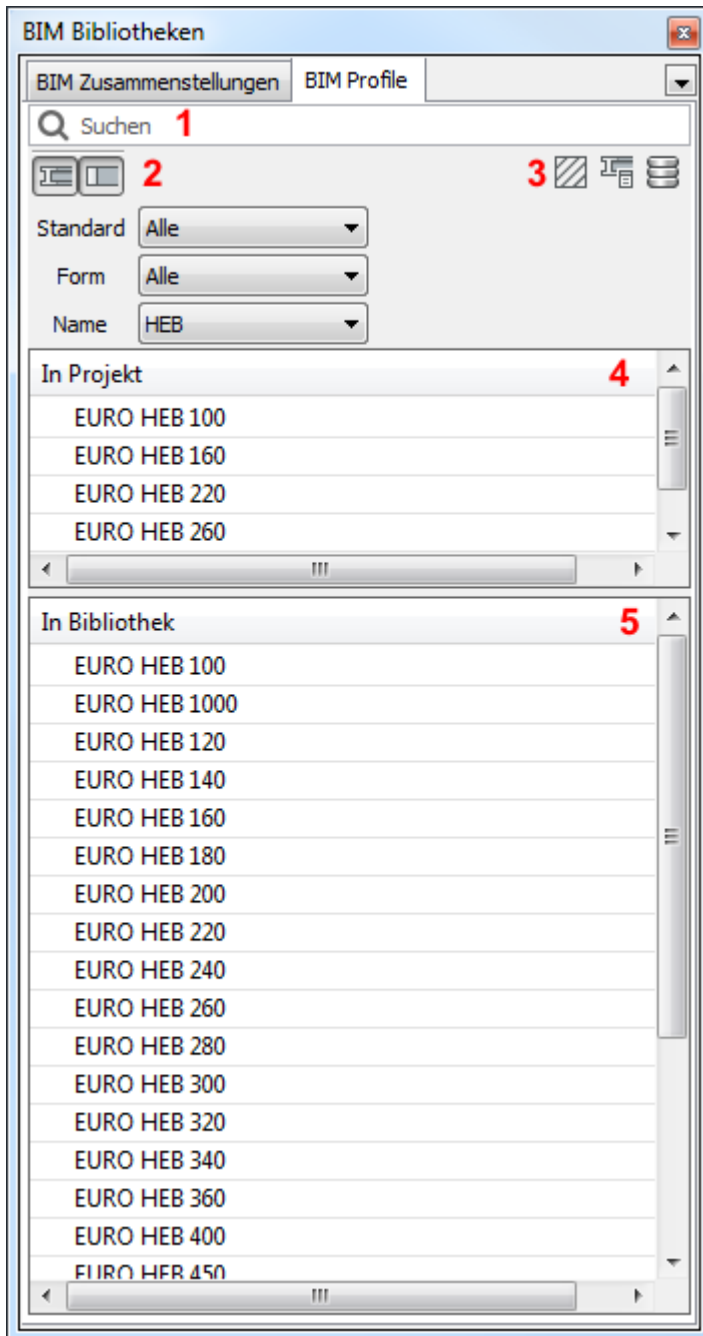 BIM Bibliotheken
BIM Zusammenstellungen BIM Profile
Suchen 1
2 3
Standard Alle
Form Alle
Name HEB
In Projekt 4
EURO HEB 100
EURO HEB 160
EURO HEB 220
EURO HEB 260
In Bibliothek 5
EURO HEB 100
EURO HEB 1000
EURO HEB 120
EURO HEB 140
EURO HEB 160
EURO HEB 180
EURO HEB 200
EURO HEB 220
EURO HEB 240
EURO HEB 260
EURO HEB 280
EURO HEB 300
EURO HEB 320
EURO HEB 340
EURO HEB 360
EURO HEB 400
EURO HEB 450